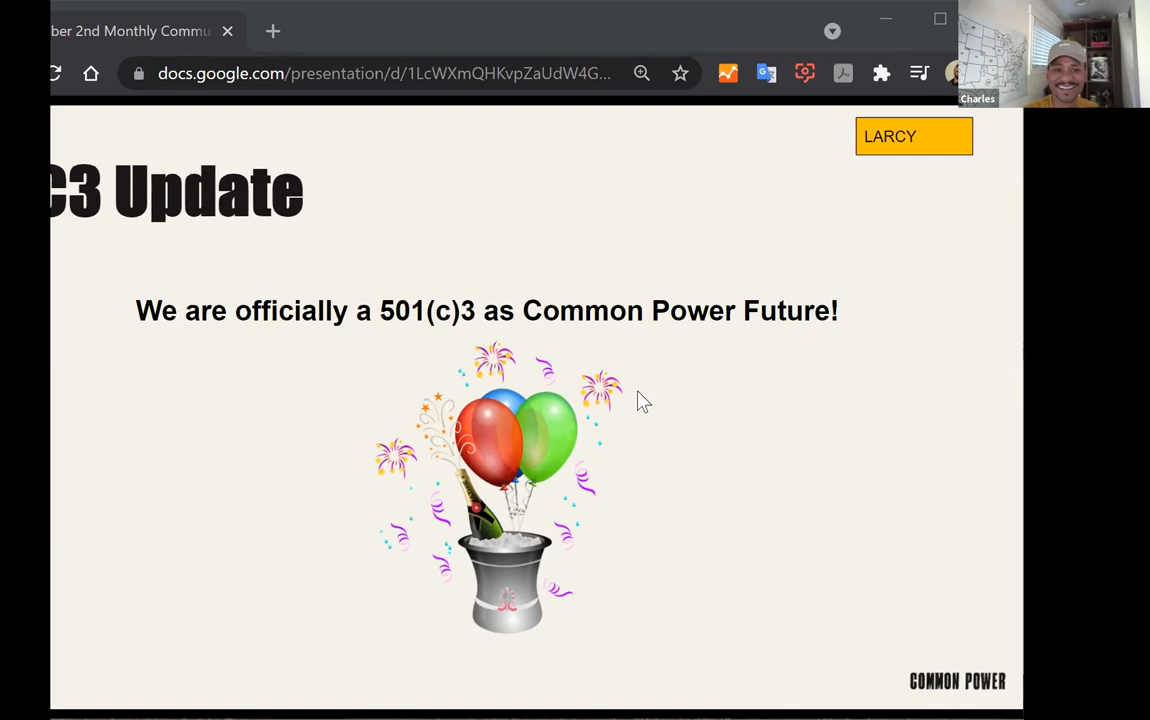 ber 2nd Monthly Commu
docs.google.com/presentation/d/1LcWXmQHKvpZaUdW4G...
Charles
LARCY
C3 Update
We are officially a 501(c)3 as Common Power Future!
COMMON POWER